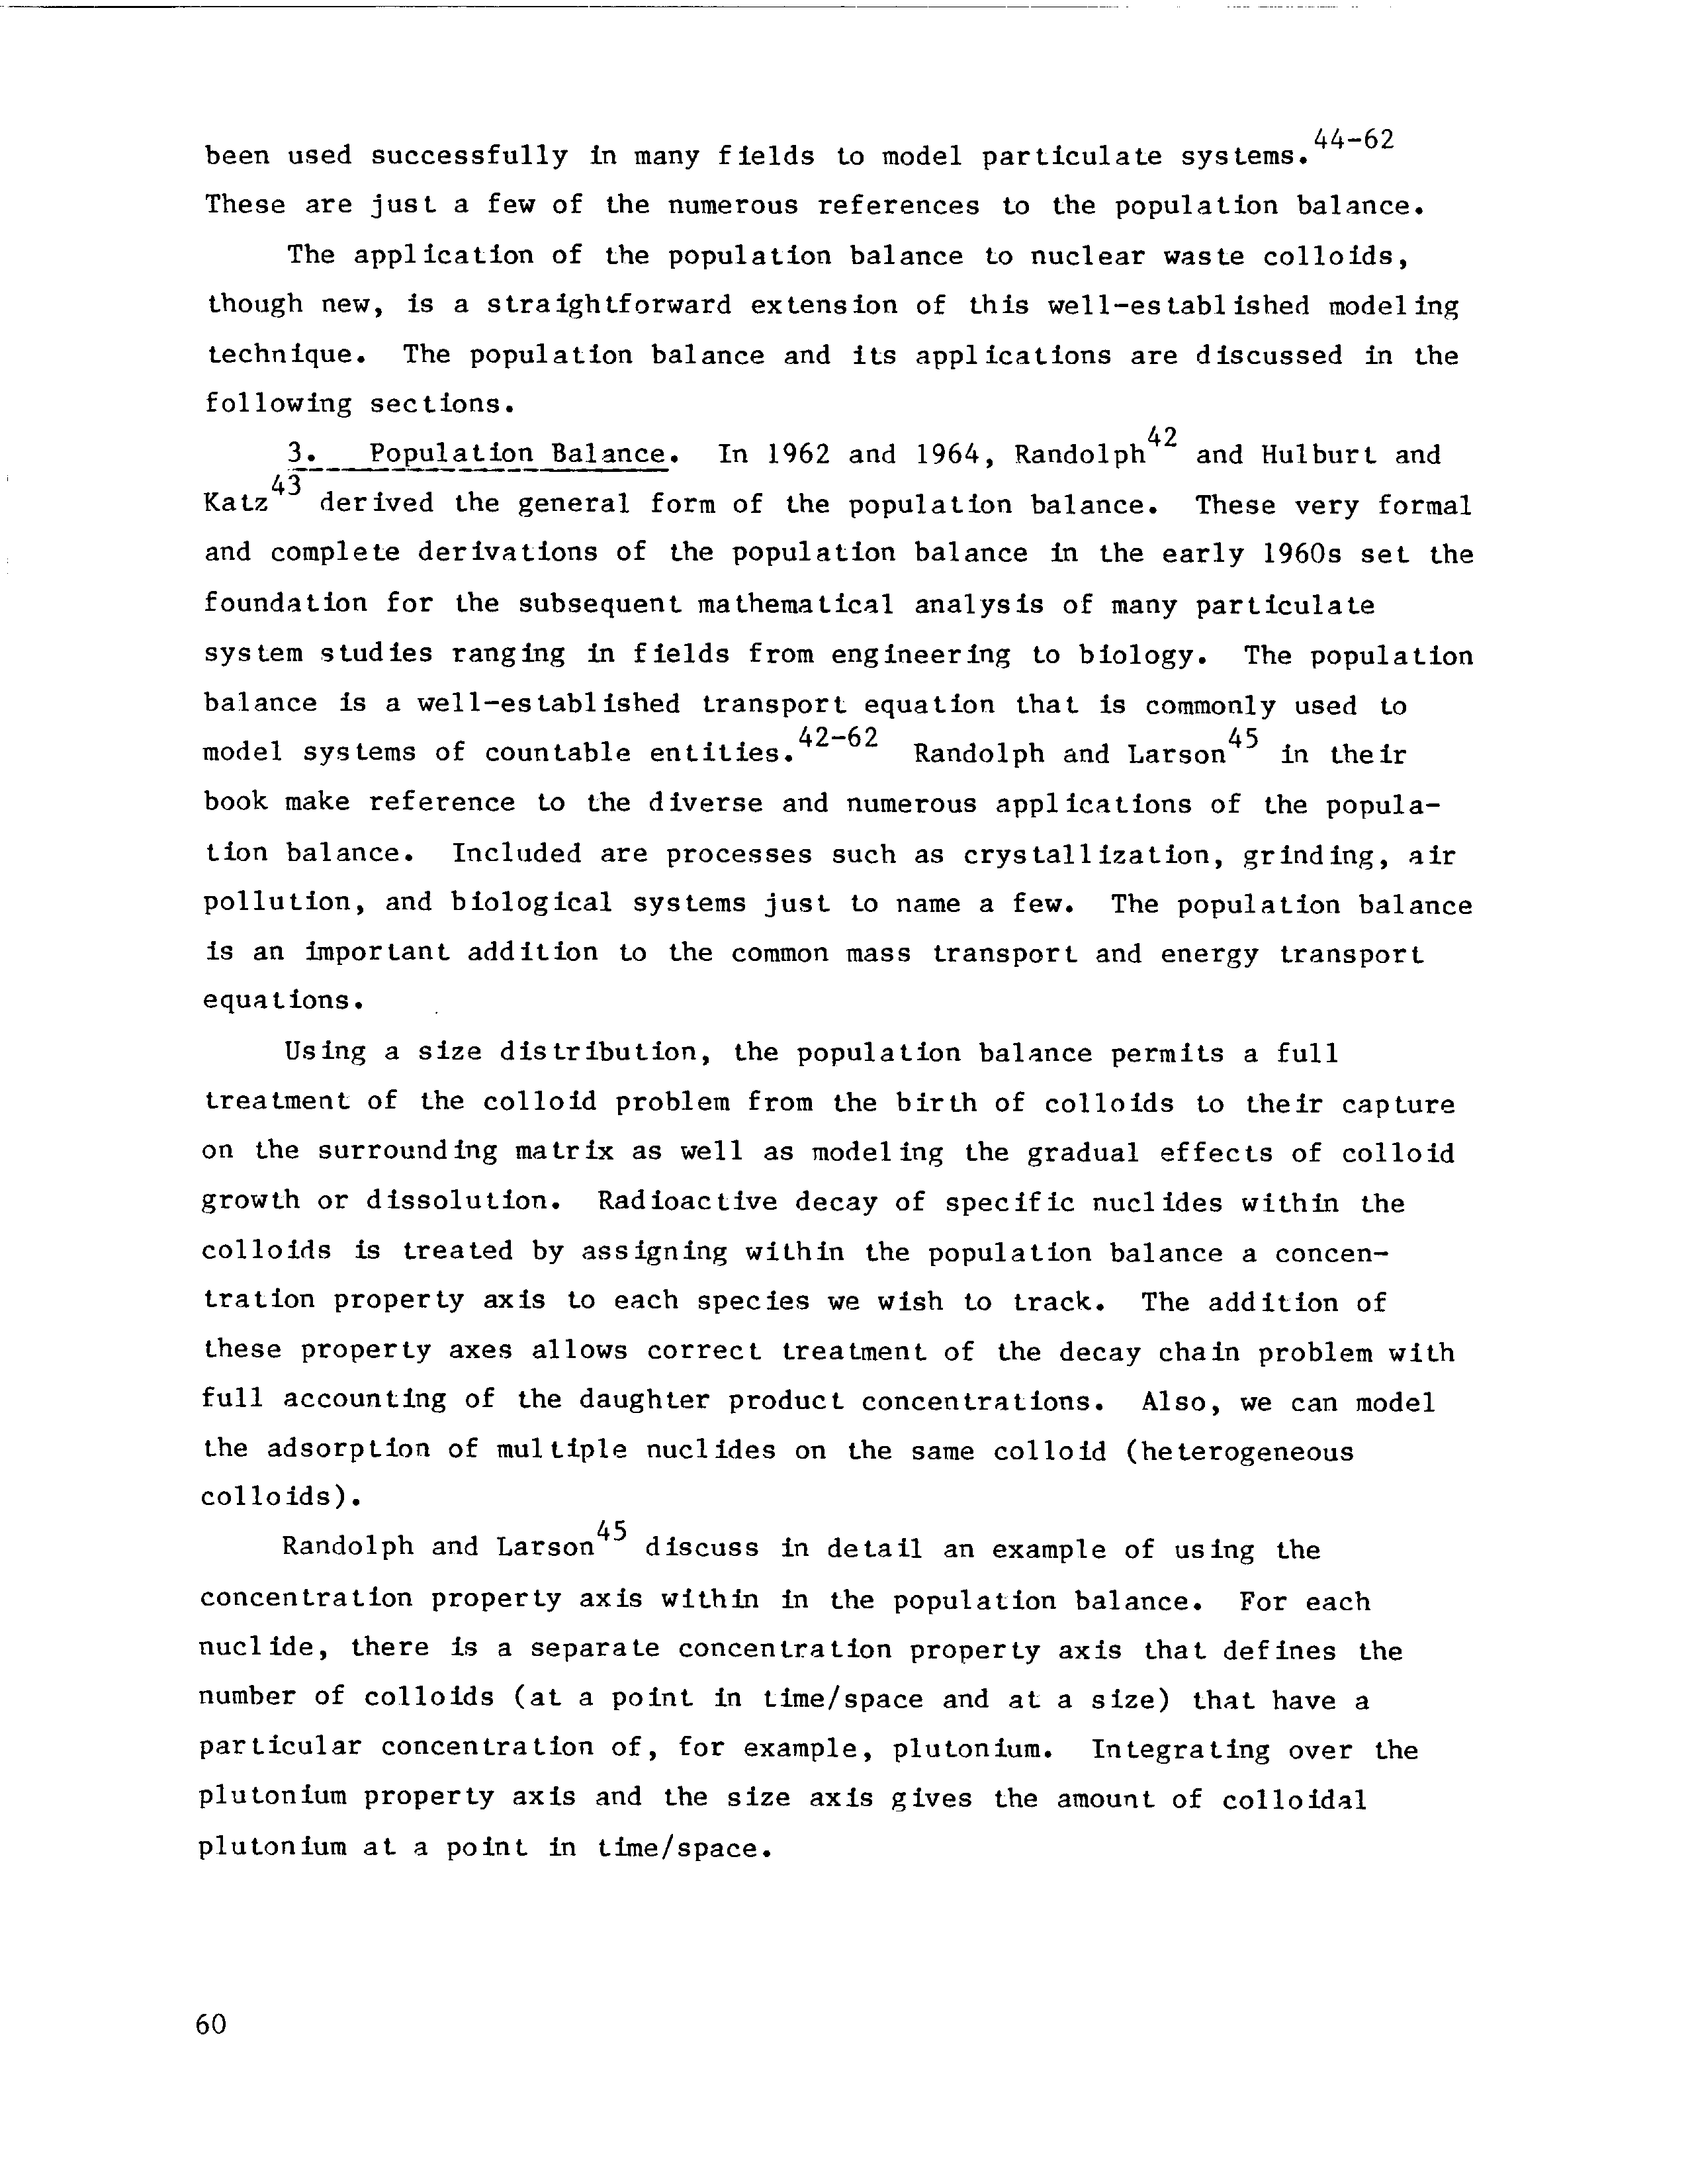 been used successfully in many fields to model particulate systems.44-62
These are just a few of the numerous references to the population balance.
The application of the population balance to nuclear waste colloids,
though new, is a straightforward extension of this well-established modeling
technique. The population balance and its applications are discussed in the
following sections.
3. Population Balance. In 1962 and 1964, Randolph42 and Hulburt and
Katz43 derived the general form of the population balance. These very formal
and complete derivations of the population balance in the early 1960s set the
foundation for the subsequent mathematical analysis of many particulate
system studies ranging in fields from engineering to biology. The population
balance is a well-established transport equation that is commonly used to
model systems of countable entities.42-62 Randolph and Larson45 in their
book make reference to the diverse and numerous applications of the popula-
tion balance. Included are processes such as crystallization, grinding, air
pollution, and biological systems just to name a few. The population balance
is an important addition to the common mass transport and energy transport
equations.
Using a size distribution, the population balance permits a full
treatment of the colloid problem from the birth of colloids to their capture
on the surrounding matrix as well as modeling the gradual effects of colloid
growth or dissolution. Radioactive decay of specific nuclides within the
colloids is treated by assigning within the population balance a concen-
tration property axis to each species we wish to track. The addition of
these property axes allows correct treatment of the decay chain problem with
full accounting of the daughter product concentrations. Also, we can model
the adsorption of multiple nuclides on the same colloid (heterogeneous
colloids).
Randolph and Larson45 discuss in detail an example of using the
concentration property axis within in the population balance. For each
nuclide, there is a separate concentration property axis that defines the
number of colloids (at a point in time/space and at a size) that have a
particular concentration of, for example, plutonium. Integrating over the
plutonium property axis and the size axis gives the amount of colloidal
plutonium at a point in time/space.
60